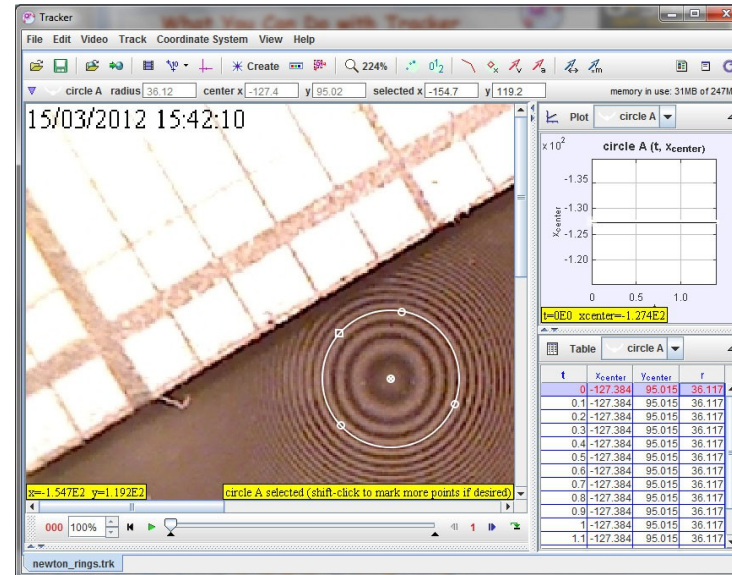 What You Can Do with Tracker
Tracker
File Edit Video Track Coordinate System View Help
Create 224%
circle A radius 36.12 center x -127.4 y 95.02 selected x -154.7 y 119.2 memory in use: 31MB of 247M
15/03/2012 15:42:10
Plot circle A
x 10²
circle A (t, xcenter)
-1.35
-1.30
-1.25
-1.20
xcenter
0 0.5 1.0
t=0E0 xcenter=-1.274E2
Table circle A
t xcenter ycenter r
0 -127.384 95.015 36.117
0.1 -127.384 95.015 36.117
0.2 -127.384 95.015 36.117
0.3 -127.384 95.015 36.117
0.4 -127.384 95.015 36.117
0.5 -127.384 95.015 36.117
0.6 -127.384 95.015 36.117
0.7 -127.384 95.015 36.117
0.8 -127.384 95.015 36.117
0.9 -127.384 95.015 36.117
1 -127.384 95.015 36.117
1.1 -127.384 95.015 36.117
x=-1.547E2 y=1.192E2
circle A selected (shift-click to mark more points if desired)
000 100% 1
newton_rings.trk